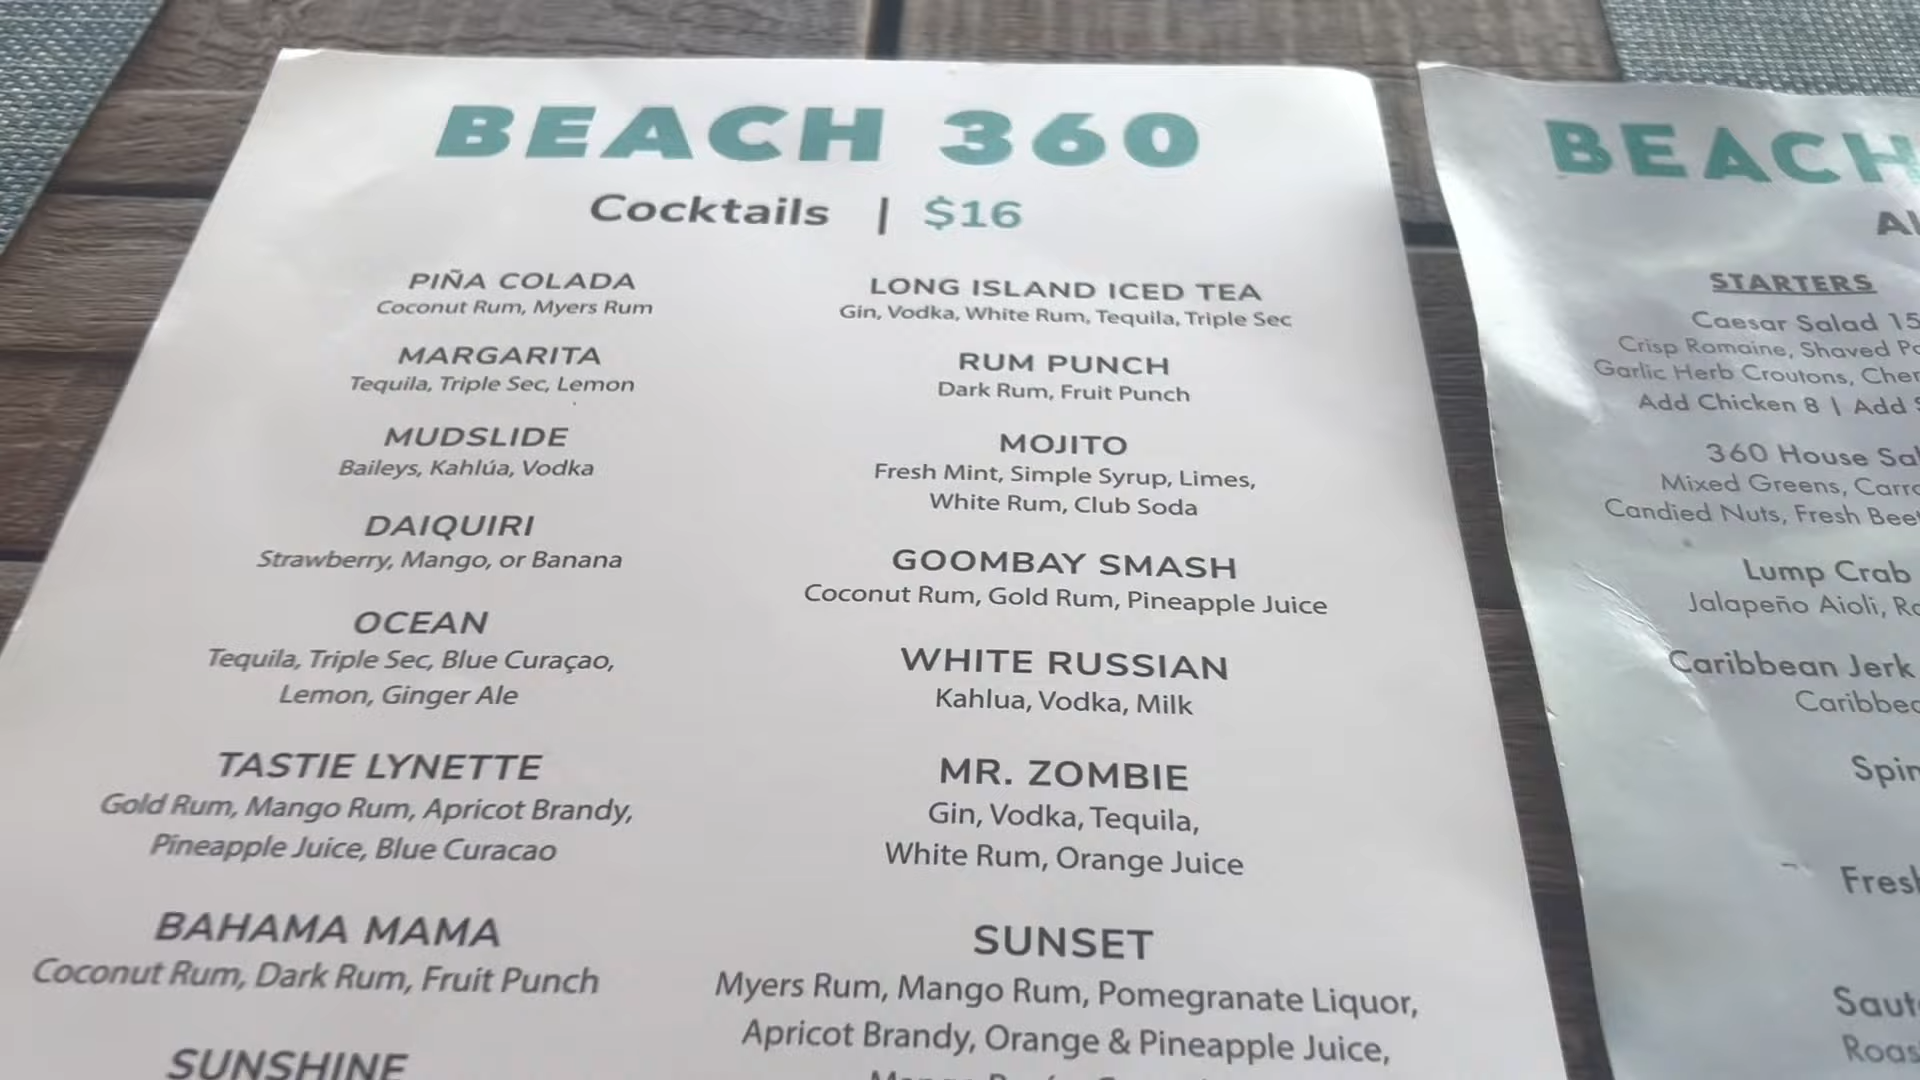 BEACH 360
Cocktails | $16
PIÑA COLADA
Coconut Rum, Myers Rum
MARGARITA
Tequila, Triple Sec, Lemon
MUDSLIDE
Baileys, Kahlúa, Vodka
DAIQUIRI
Strawberry, Mango, or Banana
OCEAN
Tequila, Triple Sec, Blue Curaçao,
Lemon, Ginger Ale
TASTIE LYNETTE
Gold Rum, Mango Rum, Apricot Brandy,
Pineapple Juice, Blue Curacao
BAHAMA MAMA
Coconut Rum, Dark Rum, Fruit Punch
SUNSHINE
LONG ISLAND ICED TEA
Gin, Vodka, White Rum, Tequila, Triple Sec
RUM PUNCH
Dark Rum, Fruit Punch
MOJITO
Fresh Mint, Simple Syrup, Limes,
White Rum, Club Soda
GOOMBAY SMASH
Coconut Rum, Gold Rum, Pineapple Juice
WHITE RUSSIAN
Kahlua, Vodka, Milk
MR. ZOMBIE
Gin, Vodka, Tequila,
White Rum, Orange Juice
SUNSET
Myers Rum, Mango Rum, Pomegranate Liquor,
Apricot Brandy, Orange & Pineapple Juice,
BEACH
STARTERS
Caesar Salad 15
Crisp Romaine, Shaved
Garlic Herb Croutons,
Add Chicken 8 | Add
360 House
Mixed Greens,
Candied Nuts, Fresh
Lump Crab
Jalapeño Aioli,
Caribbean Jerk